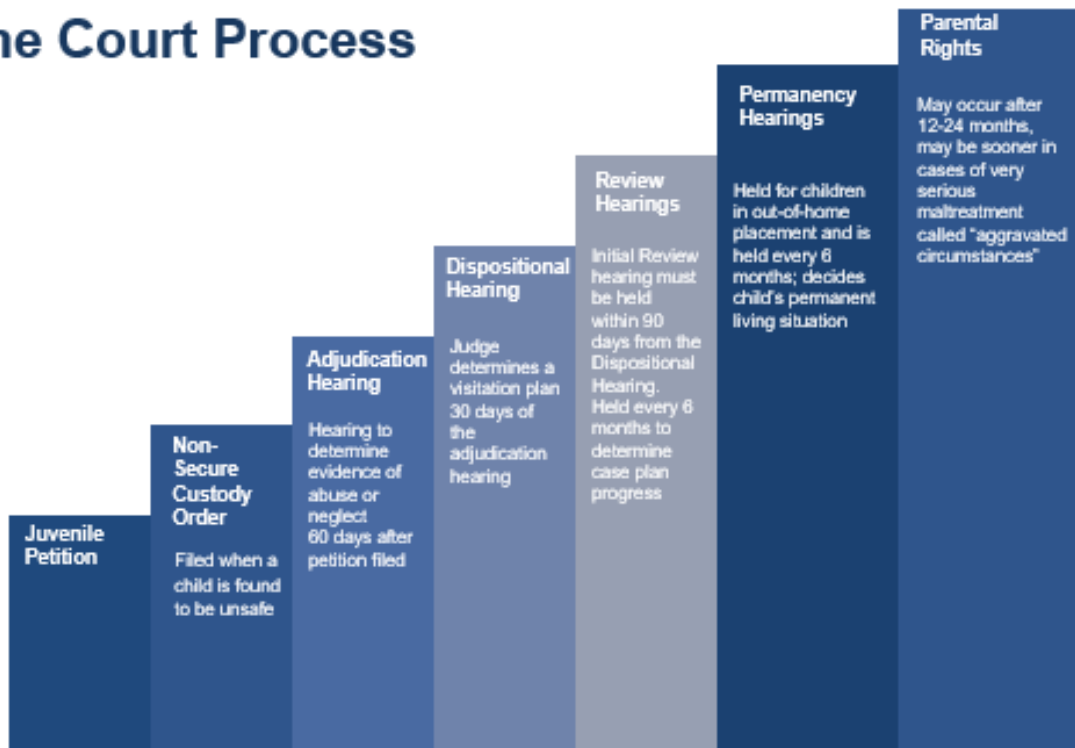 he Court Process
Juvenile
Petition
Non-
Secure
Custody
Order
Filed when a
child is found
to be unsafe
Adjudication
Hearing
Hearing to
determine
evidence of
abuse or
neglect
60 days after
petition filed
Dispositional
Hearing
Judge
determines a
visitation plan
30 days of
the
adjudication
hearing
Review
Hearings
Initial Review
hearing must
be held
within 90
days from the
Dispositional
Hearing.
Held every 6
months to
determine
case plan
progress
Permanency
Hearings
Held for children
in out-of-home
placement and is
held every 6
months; decides
child's permanent
living situation
Parental
Rights
May occur after
12-24 months,
may be sooner in
cases of very
serious
maltreatment
called "aggravated
circumstances"